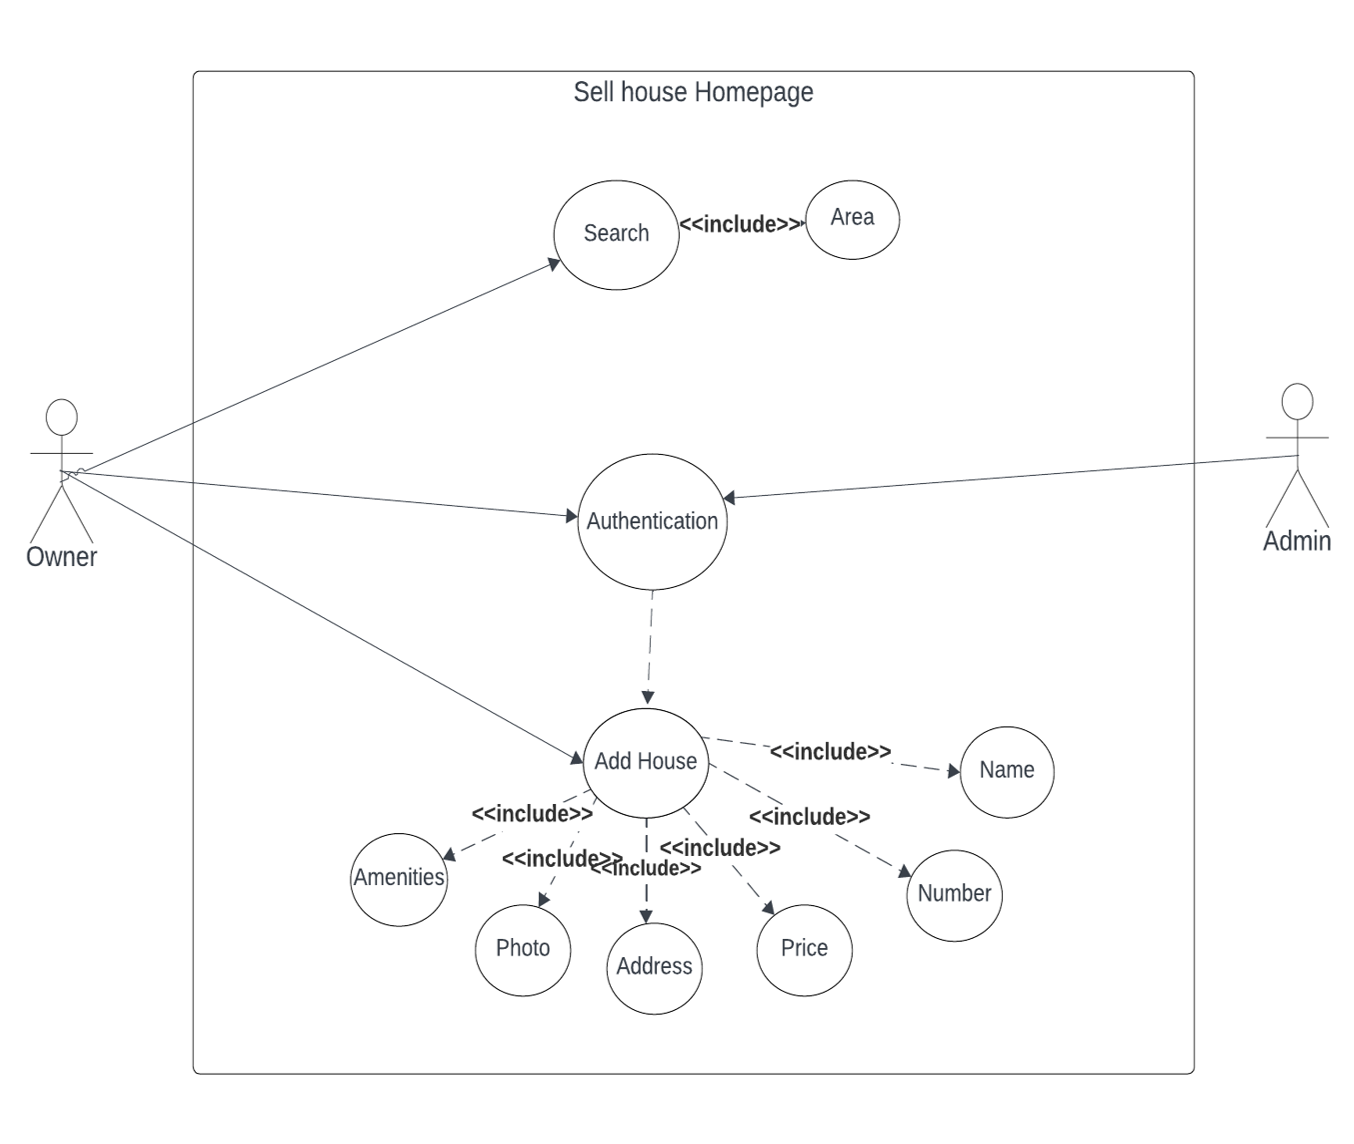 Sell house Homepage
Search
<<include>>
Area
Owner
Authentication
Admin
Add House
<<include>>
Name
<<include>>
<<include>>
<<include>>
<<include>>
<<include>>
Amenities
Number
Photo
Address
Price